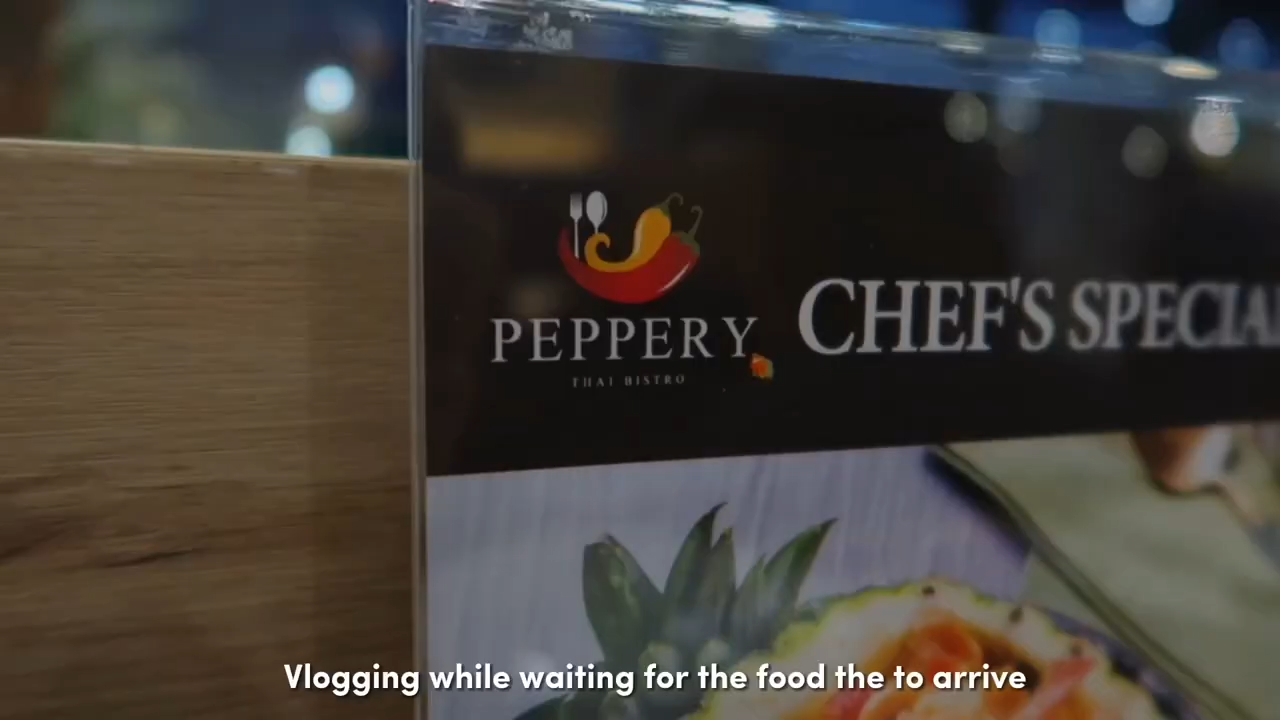 PEPPERY
THAI BISTRO
CHEF'S SPECIA
Vlogging while waiting for the food the to arrive